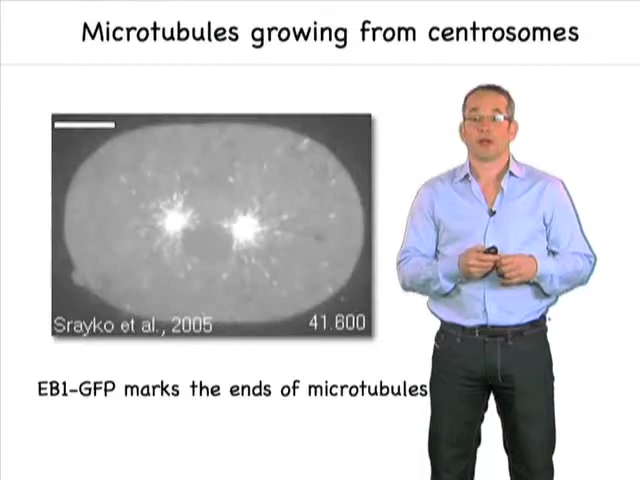 Microtubules growing from centrosomes
Srayko et al., 2005
41.600
EB1-GFP marks the ends of microtubules